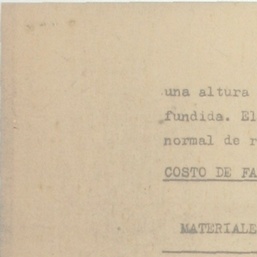 una altura
fundida. El
normal de r
COSTO DE FA
MATERIALE